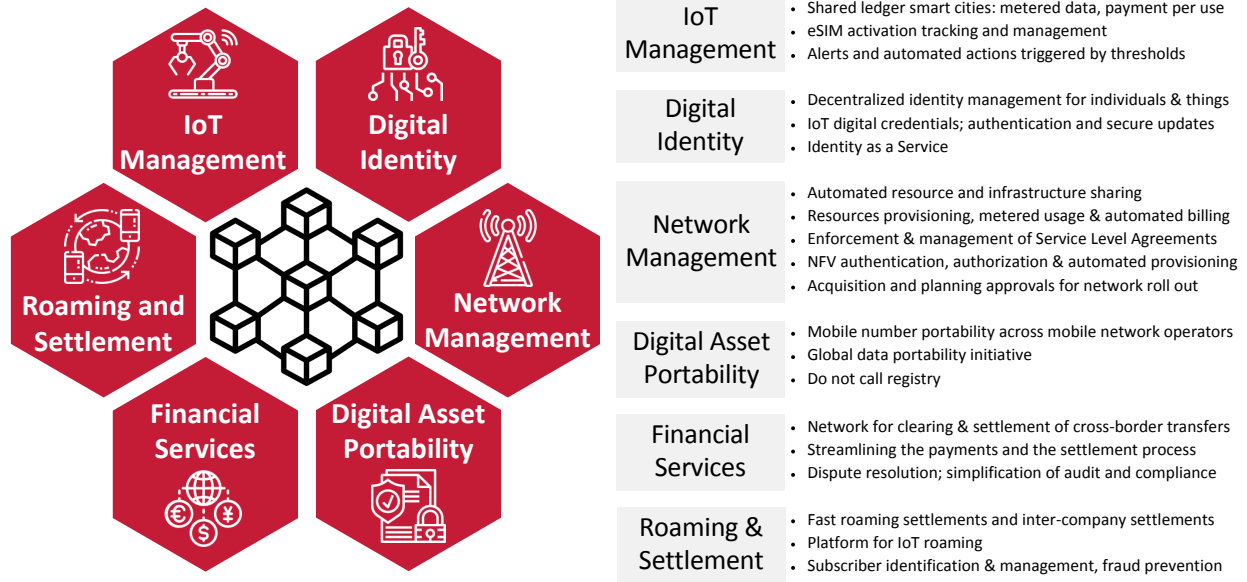 IoT
Management
Digital
Identity
Roaming and
Settlement
Network
Management
Financial
Services
Digital Asset
Portability
€
$
¥
IoT
Management
• Shared ledger smart cities: metered data, payment per use
• eSIM activation tracking and management
• Alerts and automated actions triggered by thresholds
Digital
Identity
• Decentralized identity management for individuals & things
• IoT digital credentials; authentication and secure updates
• Identity as a Service
Network
Management
• Automated resource and infrastructure sharing
• Resources provisioning, metered usage & automated billing
• Enforcement & management of Service Level Agreements
• NFV authentication, authorization & automated provisioning
• Acquisition and planning approvals for network roll out
Digital Asset
Portability
• Mobile number portability across mobile network operators
• Global data portability initiative
• Do not call registry
Financial
Services
• Network for clearing & settlement of cross-border transfers
• Streamlining the payments and the settlement process
• Dispute resolution; simplification of audit and compliance
Roaming &
Settlement
• Fast roaming settlements and inter-company settlements
• Platform for IoT roaming
• Subscriber identification & management, fraud prevention